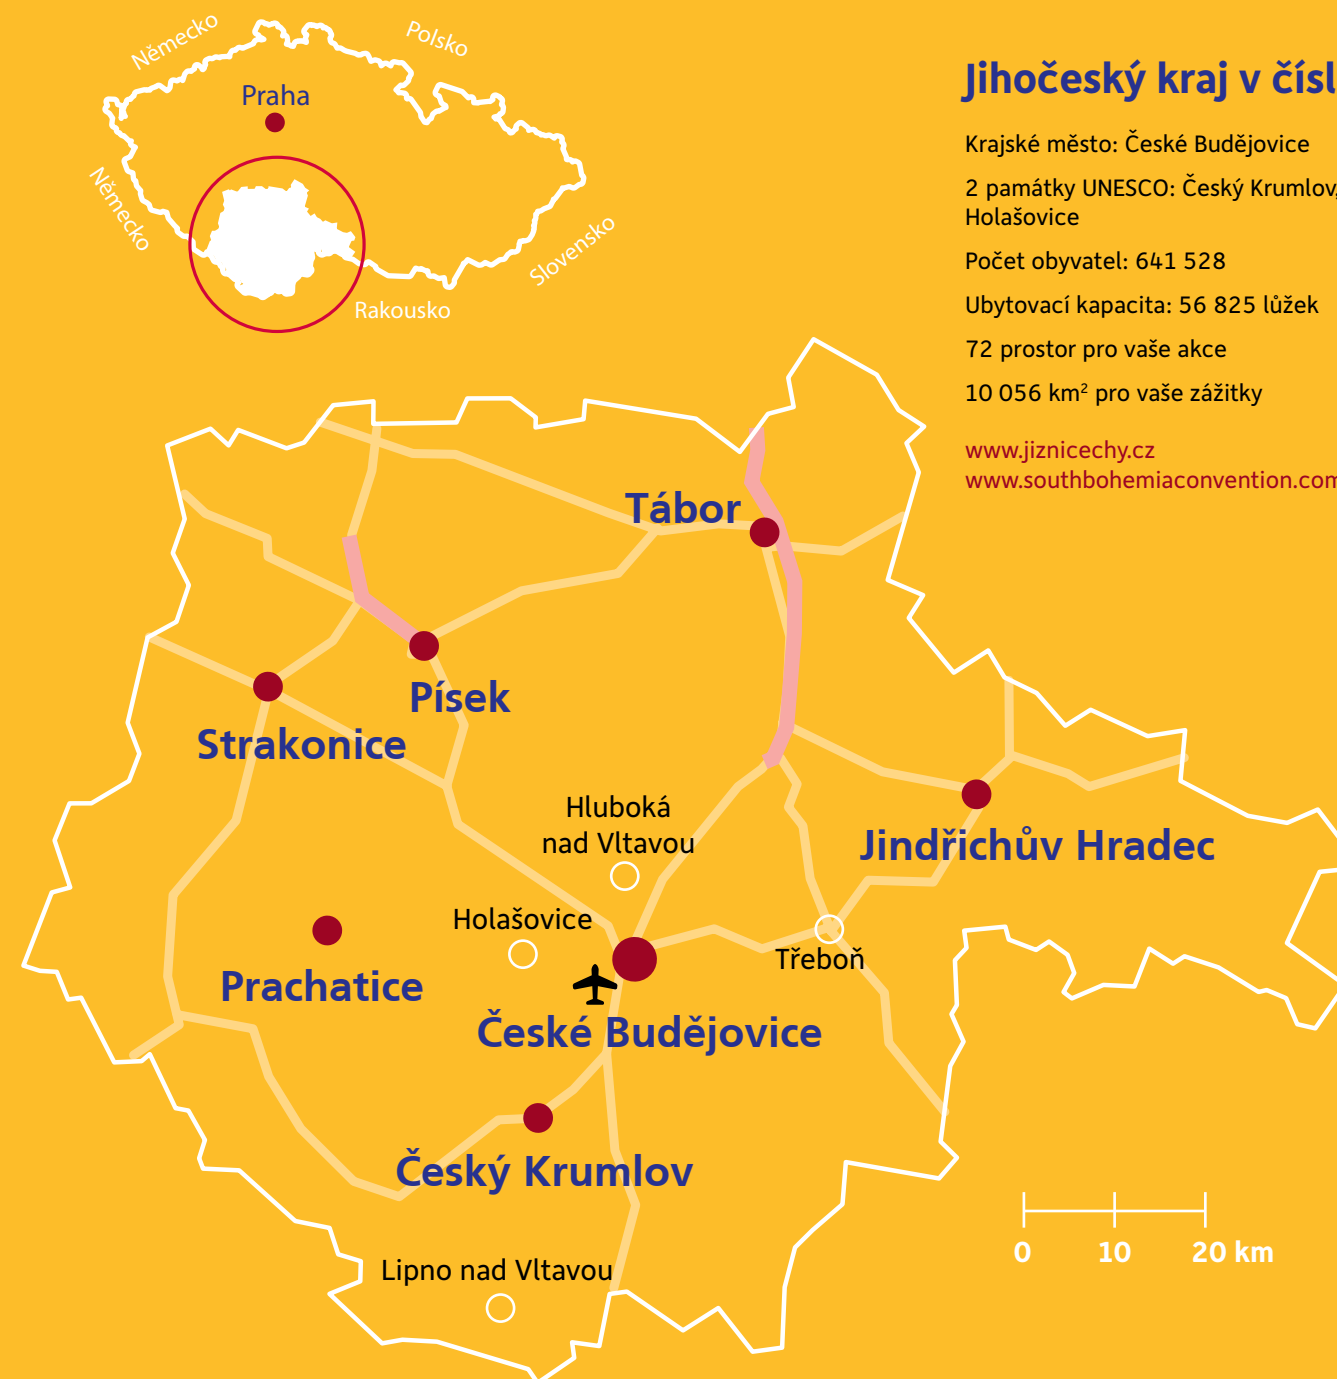 Německo
Polsko
Praha
Německo
Slovensko
Rakousko
Jihočeský kraj v čísl
Krajské město: České Budějovice
2 památky UNESCO: Český Krumlov,
Holašovice
Počet obyvatel: 641 528
Ubytovací kapacita: 56 825 lůžek
72 prostor pro vaše akce
10 056 km² pro vaše zážitky
www.jiznicechy.cz
www.southbohemiaconvention.com
Tábor
Písek
Strakonice
Hluboká
nad Vltavou
Jindřichův Hradec
Holašovice
Třeboň
Prachatice
České Budějovice
Český Krumlov
Lipno nad Vltavou
0 10 20 km